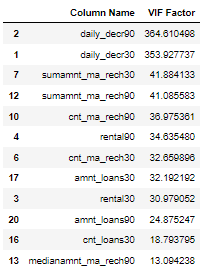 Column Name VIF Factor
2 daily_decr90 364.610498
1 daily_decr30 353.927737
7 sumamnt_ma_rech30 41.884133
12 sumamnt_ma_rech90 41.085583
10 cnt_ma_rech90 36.975361
4 rental90 34.635480
6 cnt_ma_rech30 32.659896
17 amnt_loans30 32.192192
3 rental30 30.979052
20 amnt_loans90 24.875247
16 cnt_loans30 18.793795
13 medianamnt_ma_rech90 13.094238